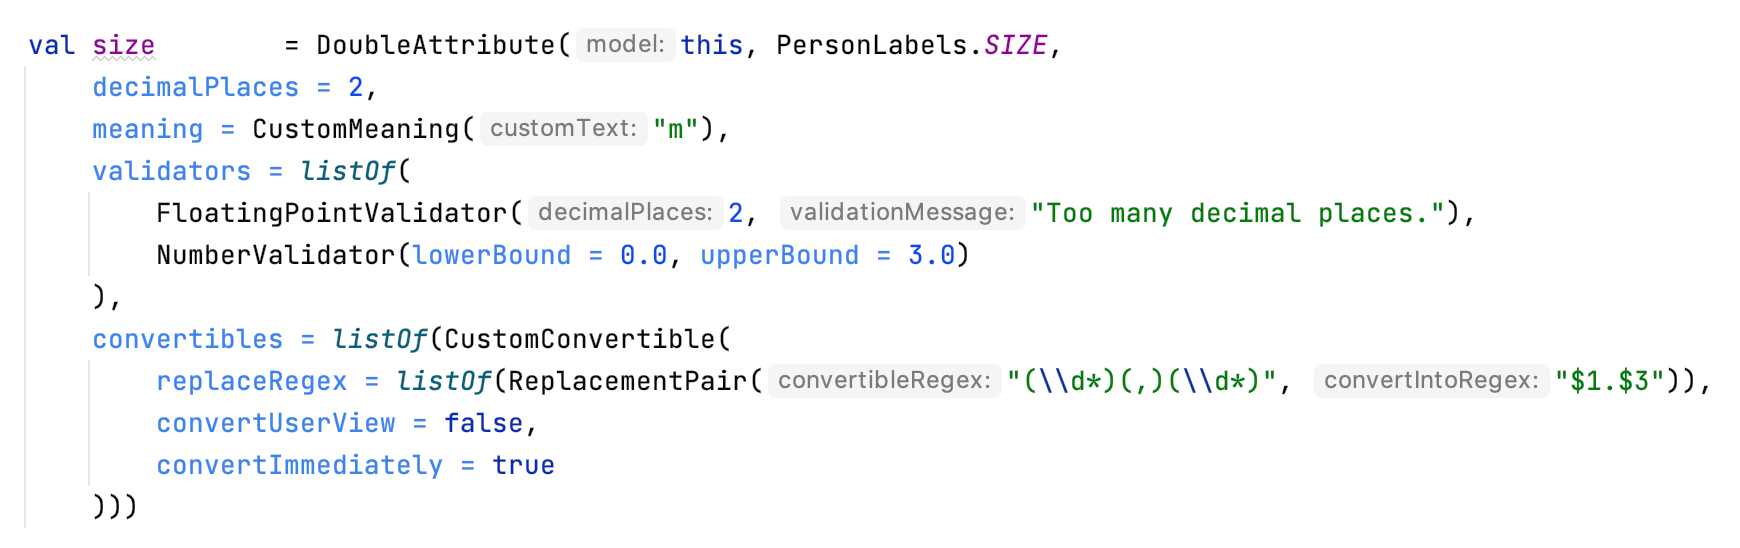 val size        = DoubleAttribute( model: this, PersonLabels.SIZE,
    decimalPlaces = 2,
    meaning = CustomMeaning( customText: "m"),
    validators = listOf(
        FloatingPointValidator( decimalPlaces: 2, validationMessage: "Too many decimal places."),
        NumberValidator(lowerBound = 0.0, upperBound = 3.0)
    ),
    convertibles = listOf(CustomConvertible(
        replaceRegex = listOf(ReplacementPair( convertibleRegex: "(\\d*)(,)(\\d*)", convertIntoRegex: "$1.$3")),
        convertUserView = false,
        convertImmediately = true
    )))